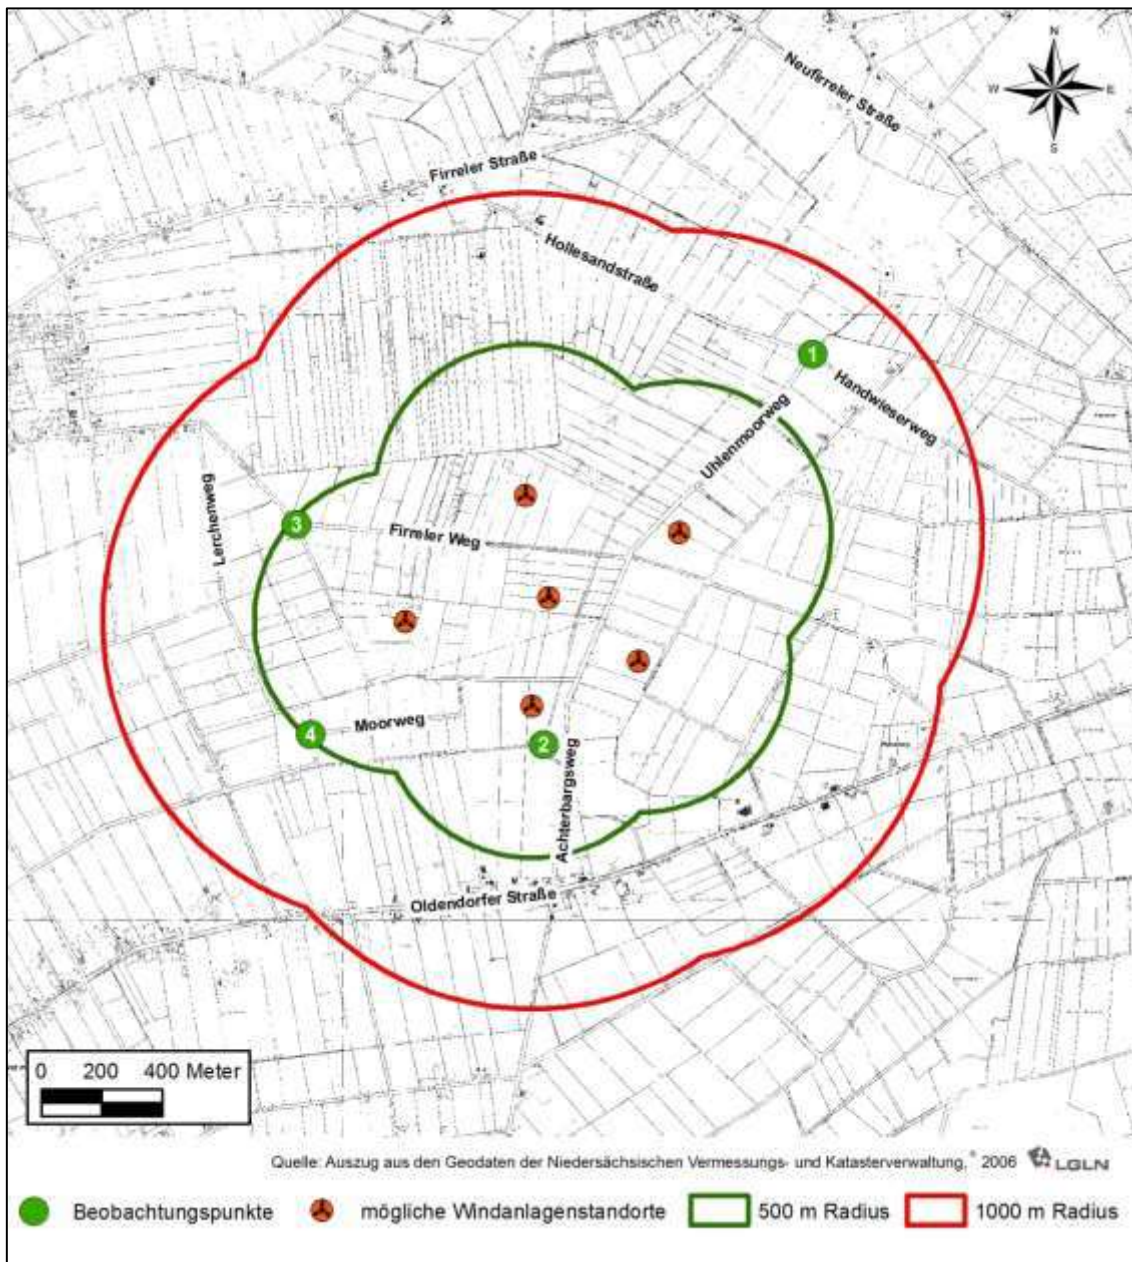 N
W
E
S
Neufirreler Straße
Firreler Straße
Hollesandstraße
1
Handwieserweg
Uhlenmoorweg
Lerchenweg
3
Firreler Weg
4
Moorweg
2
Achterbargsweg
Oldendorfer Straße
0 200 400 Meter
Quelle: Auszug aus den Geodaten der Niedersächsischen Vermessungs- und Katasterverwaltung, © 2006 LGLN
Beobachtungspunkte
mögliche Windanlagenstandorte
500 m Radius
1000 m Radius